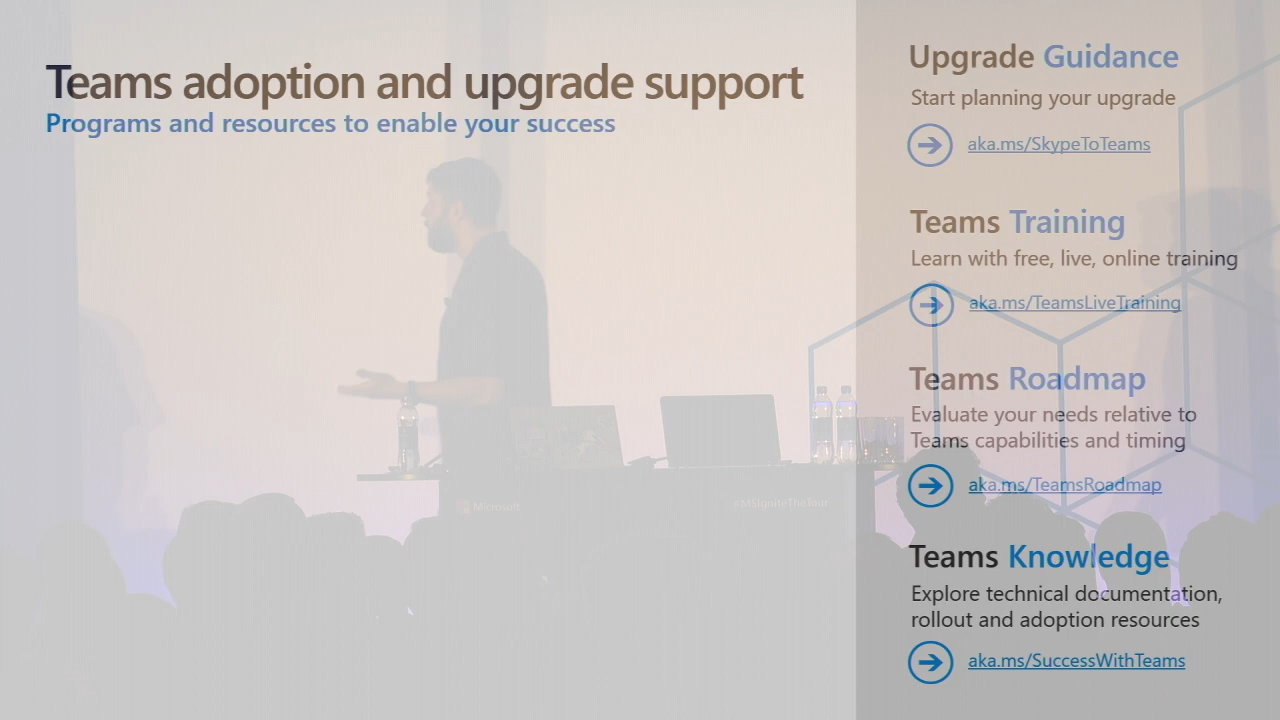 Teams adoption and upgrade support
Programs and resources to enable your success
Upgrade Guidance
Start planning your upgrade
aka.ms/SkypeToTeams
Teams Training
Learn with free, live, online training
aka.ms/TeamsLiveTraining
Teams Roadmap
Evaluate your needs relative to
Teams capabilities and timing
aka.ms/TeamsRoadmap
Teams Knowledge
Explore technical documentation,
rollout and adoption resources
aka.ms/SuccessWithTeams
Microsoft
#MSIgniteTheTour